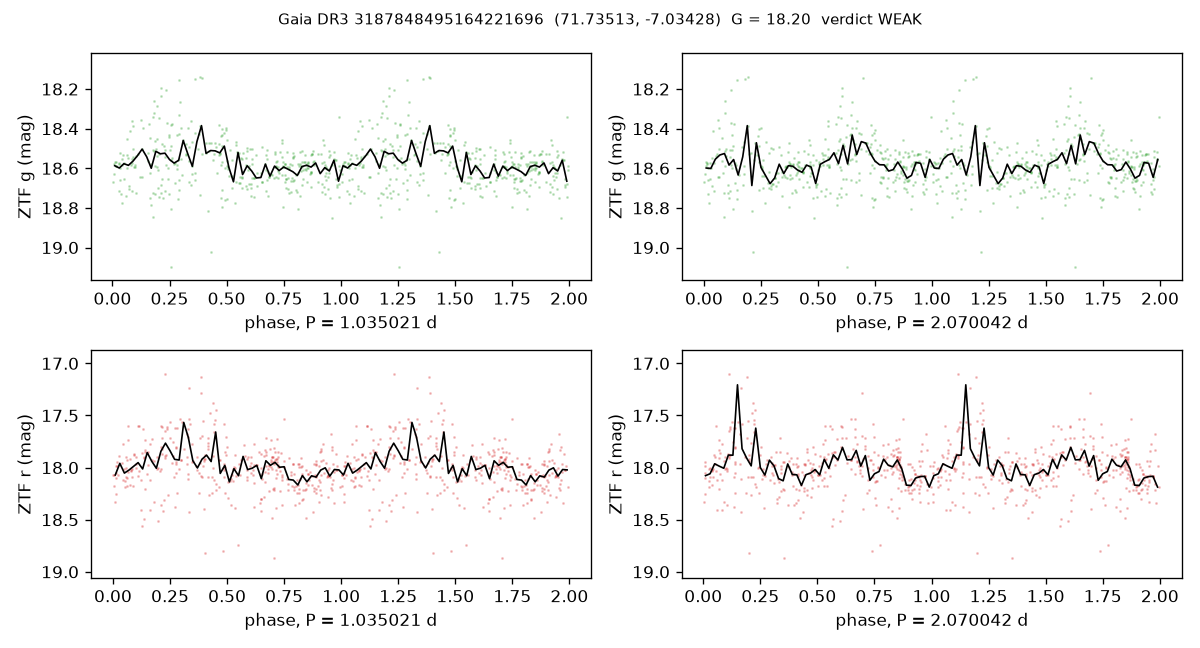 Gaia DR3 3187848495164221696  (71.73513, -7.03428)  G = 18.20  verdict WEAK
ZTF g (mag)
18.2
18.4
18.6
18.8
19.0
0.00 0.25 0.50 0.75 1.00 1.25 1.50 1.75 2.00
phase, P = 1.035021 d
ZTF g (mag)
18.2
18.4
18.6
18.8
19.0
0.00 0.25 0.50 0.75 1.00 1.25 1.50 1.75 2.00
phase, P = 2.070042 d
ZTF r (mag)
17.0
17.5
18.0
18.5
19.0
0.00 0.25 0.50 0.75 1.00 1.25 1.50 1.75 2.00
phase, P = 1.035021 d
ZTF r (mag)
17.0
17.5
18.0
18.5
19.0
0.00 0.25 0.50 0.75 1.00 1.25 1.50 1.75 2.00
phase, P = 2.070042 d